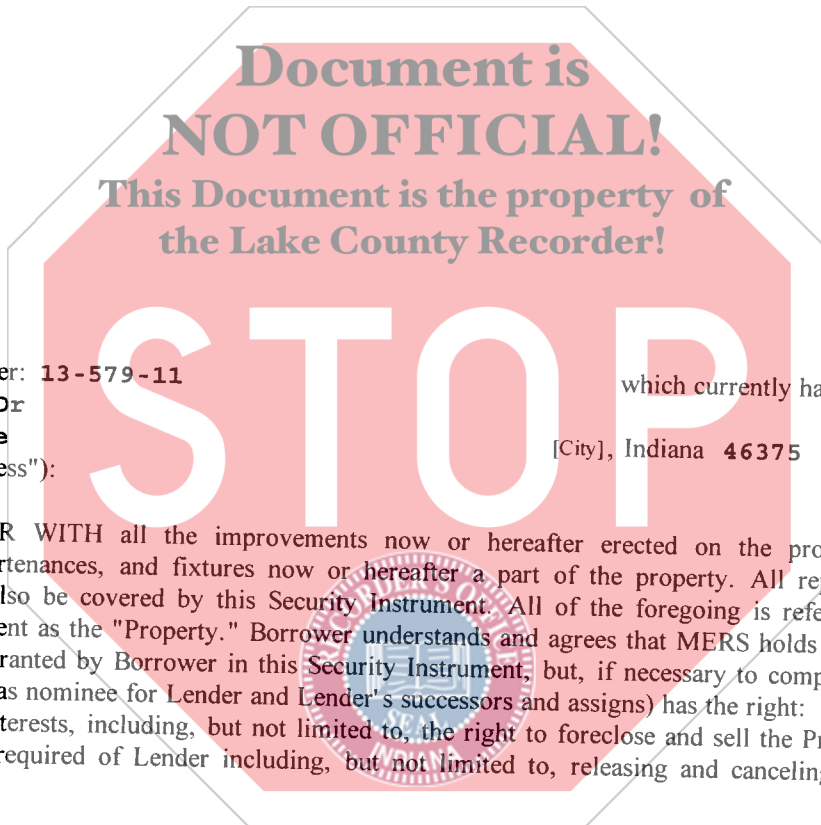 Document is
NOT OFFICIAL!
This Document is the property of
the Lake County Recorder!
STOP
er: 13-579-11
which currently ha
Dr
e
[City], Indiana 46375
ess"):
R WITH all the improvements now or hereafter erected on the pro
rtenances, and fixtures now or hereafter a part of the property. All rep
lso be covered by this Security Instrument. All of the foregoing is refe
ent as the "Property." Borrower understands and agrees that MERS holds
ranted by Borrower in this Security Instrument, but, if necessary to comp
as nominee for Lender and Lender's successors and assigns) has the right:
terests, including, but not limited to, the right to foreclose and sell the Pr
required of Lender including, but not limited to, releasing and canceling
RECORDER'S OFFICE
SEAL
INDIANA